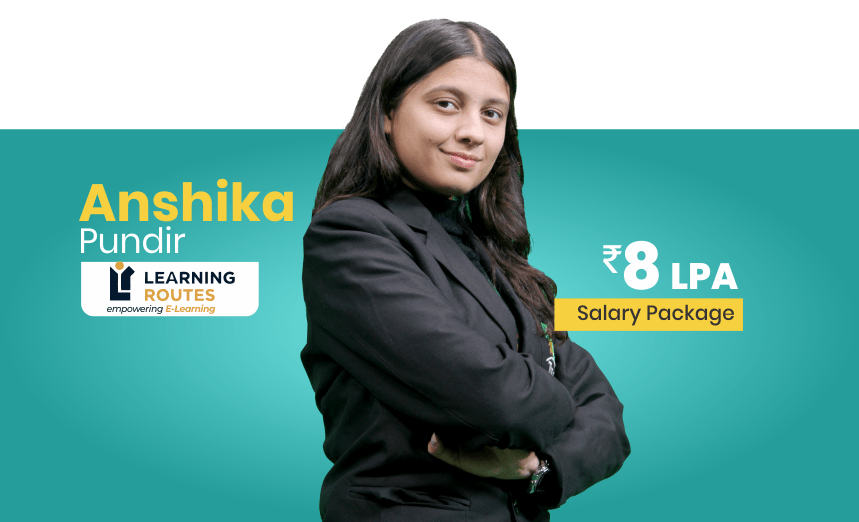 Anshika
Pundir
LEARNING
ROUTES
empowering E-Learning
₹8 LPA
Salary Package